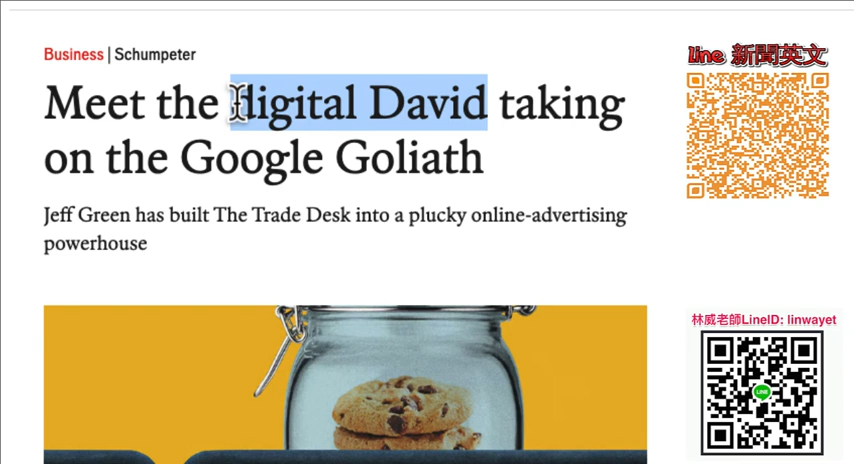 Business | Schumpeter
Meet the digital David taking
on the Google Goliath
Jeff Green has built The Trade Desk into a plucky online-advertising
powerhouse
line 新聞英文
林威老師LineID: linwayet
LINE